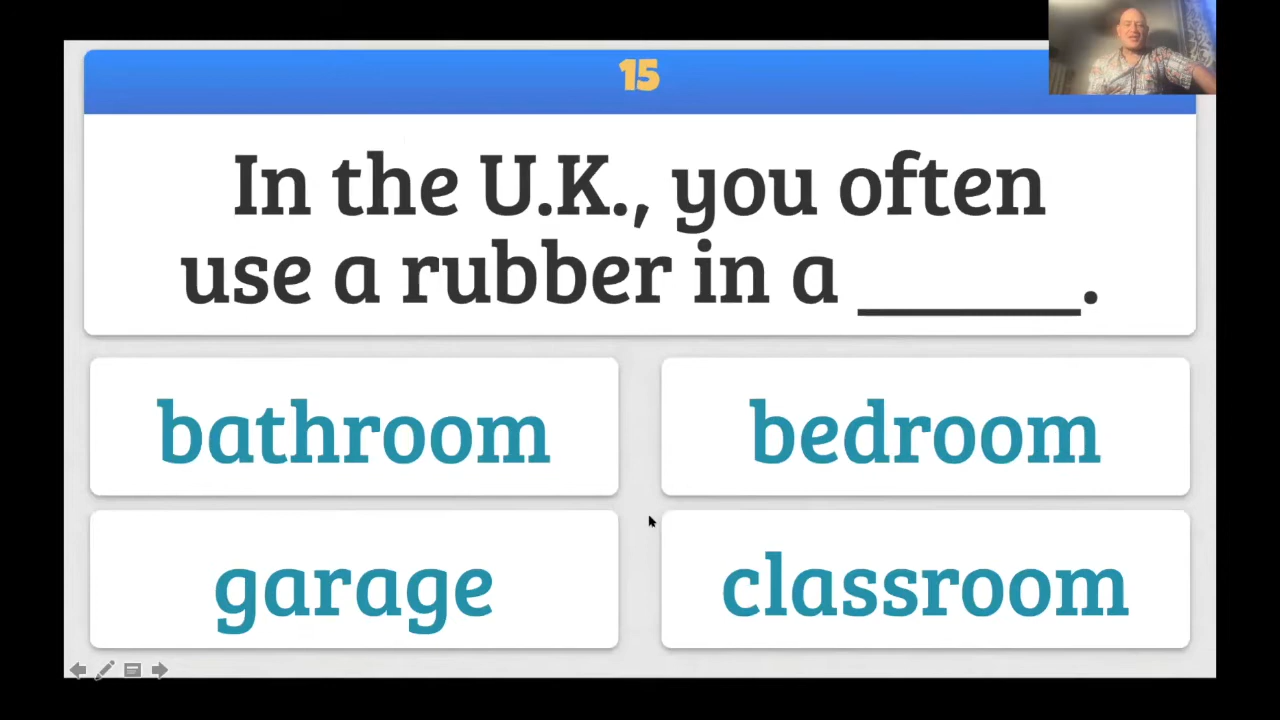 15
In the U.K., you often
use a rubber in a ______.
bathroom
bedroom
garage
classroom